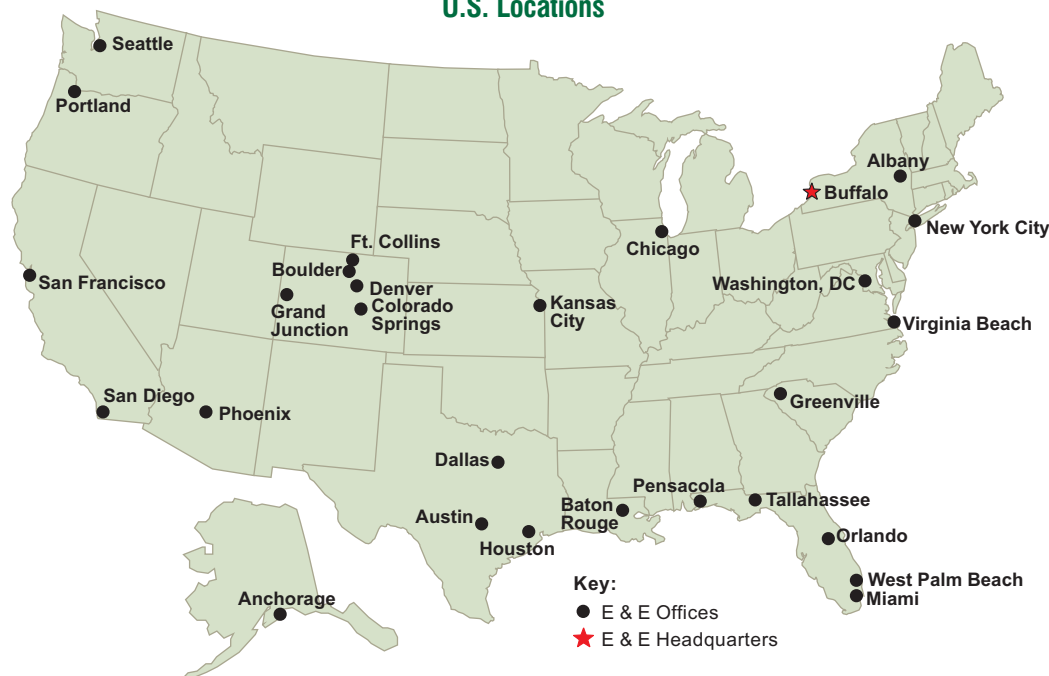 U.S. Locations
Seattle
Portland
Albany
Buffalo
New York City
Ft. Collins
Chicago
Boulder
San Francisco
Denver
Washington, DC
Grand
Junction
Colorado
Springs
Kansas
City
Virginia Beach
San Diego
Phoenix
Greenville
Dallas
Pensacola
Tallahassee
Baton
Rouge
Austin
Houston
Orlando
West Palm Beach
Miami
Anchorage
Key:
E & E Offices
E & E Headquarters